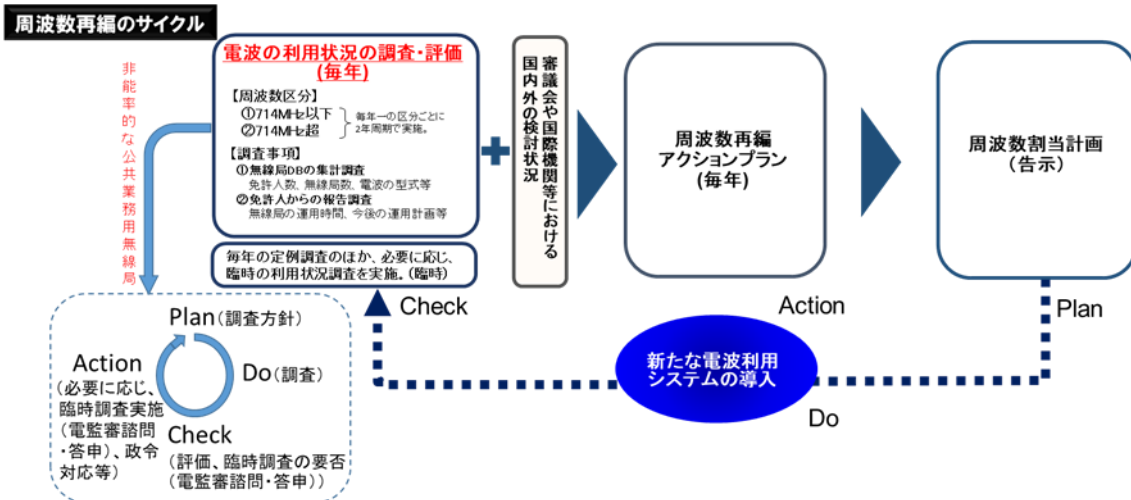 周波数再編のサイクル
非能率的な公共業務用無線局
電波の利用状況の調査・評価
(毎年)
【周波数区分】
①714MHz以下
②714MHz超
毎年一の区分ごとに
2年周期で実施。
【調査事項】
①無線局DBの集計調査
免許人数、無線局数、電波の型式等
②免許人からの報告調査
無線局の運用時間、今後の運用計画等
毎年の定例調査のほか、必要に応じ、
臨時の利用状況調査を実施。(臨時)
審議会や国際機関等における
国内外の検討状況
周波数再編
アクションプラン
(毎年)
周波数割当計画
(告示)
Check
Action
Plan
新たな電波利用
システムの導入
Do
Plan(調査方針)
Do(調査)
Check
(評価、臨時調査の要否
(電監審諮問・答申))
Action
(必要に応じ、
臨時調査実施
(電監審諮問
・答申)、政令
対応等)